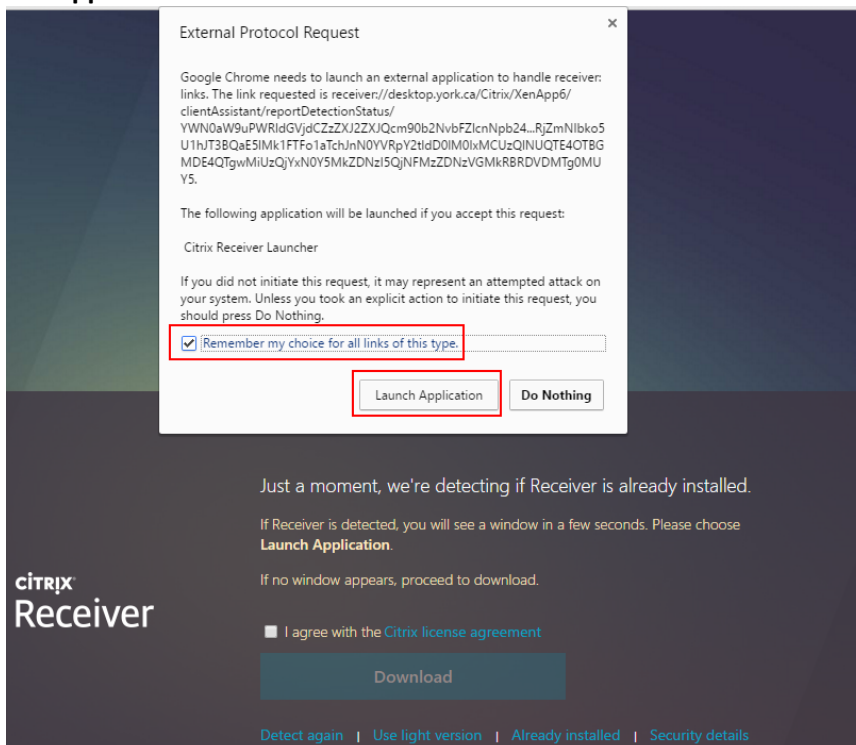 External Protocol Request
×
Google Chrome needs to launch an external application to handle receiver:
links. The link requested is receiver://desktop.york.ca/Citrix/XenApp6/
clientAssistant/reportDetectionStatus/
The following application will be launched if you accept this request:
Citrix Receiver Launcher
If you did not initiate this request, it may represent an attempted attack on
your system. Unless you took an explicit action to initiate this request, you
should press Do Nothing.
Remember my choice for all links of this type.
Launch Application
Do Nothing
Just a moment, we're detecting if Receiver is already installed.
If Receiver is detected, you will see a window in a few seconds. Please choose
Launch Application.
If no window appears, proceed to download.
CITRIX
Receiver
I agree with the Citrix license agreement
Download
Detect again | Use light version | Already installed | Security details